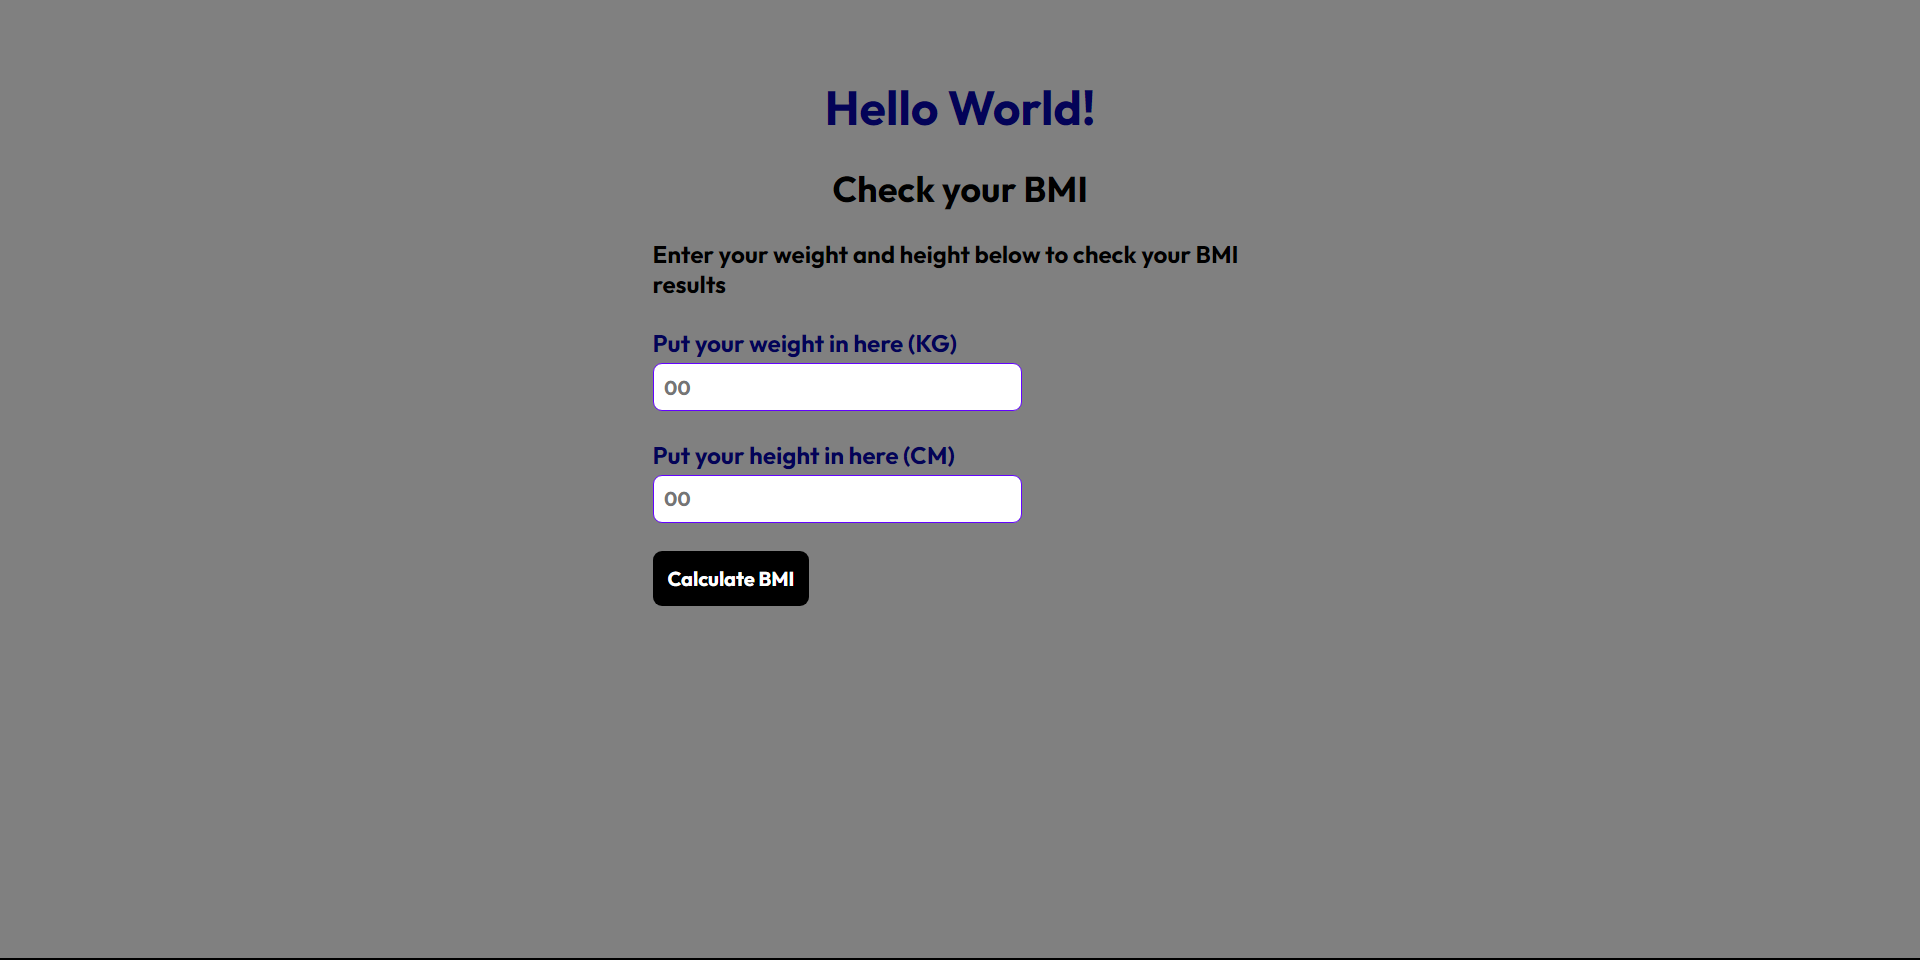 Hello World!
Check your BMI
Enter your weight and height below to check your BMI
results
Put your weight in here (KG)
00
Put your height in here (CM)
00
Calculate BMI